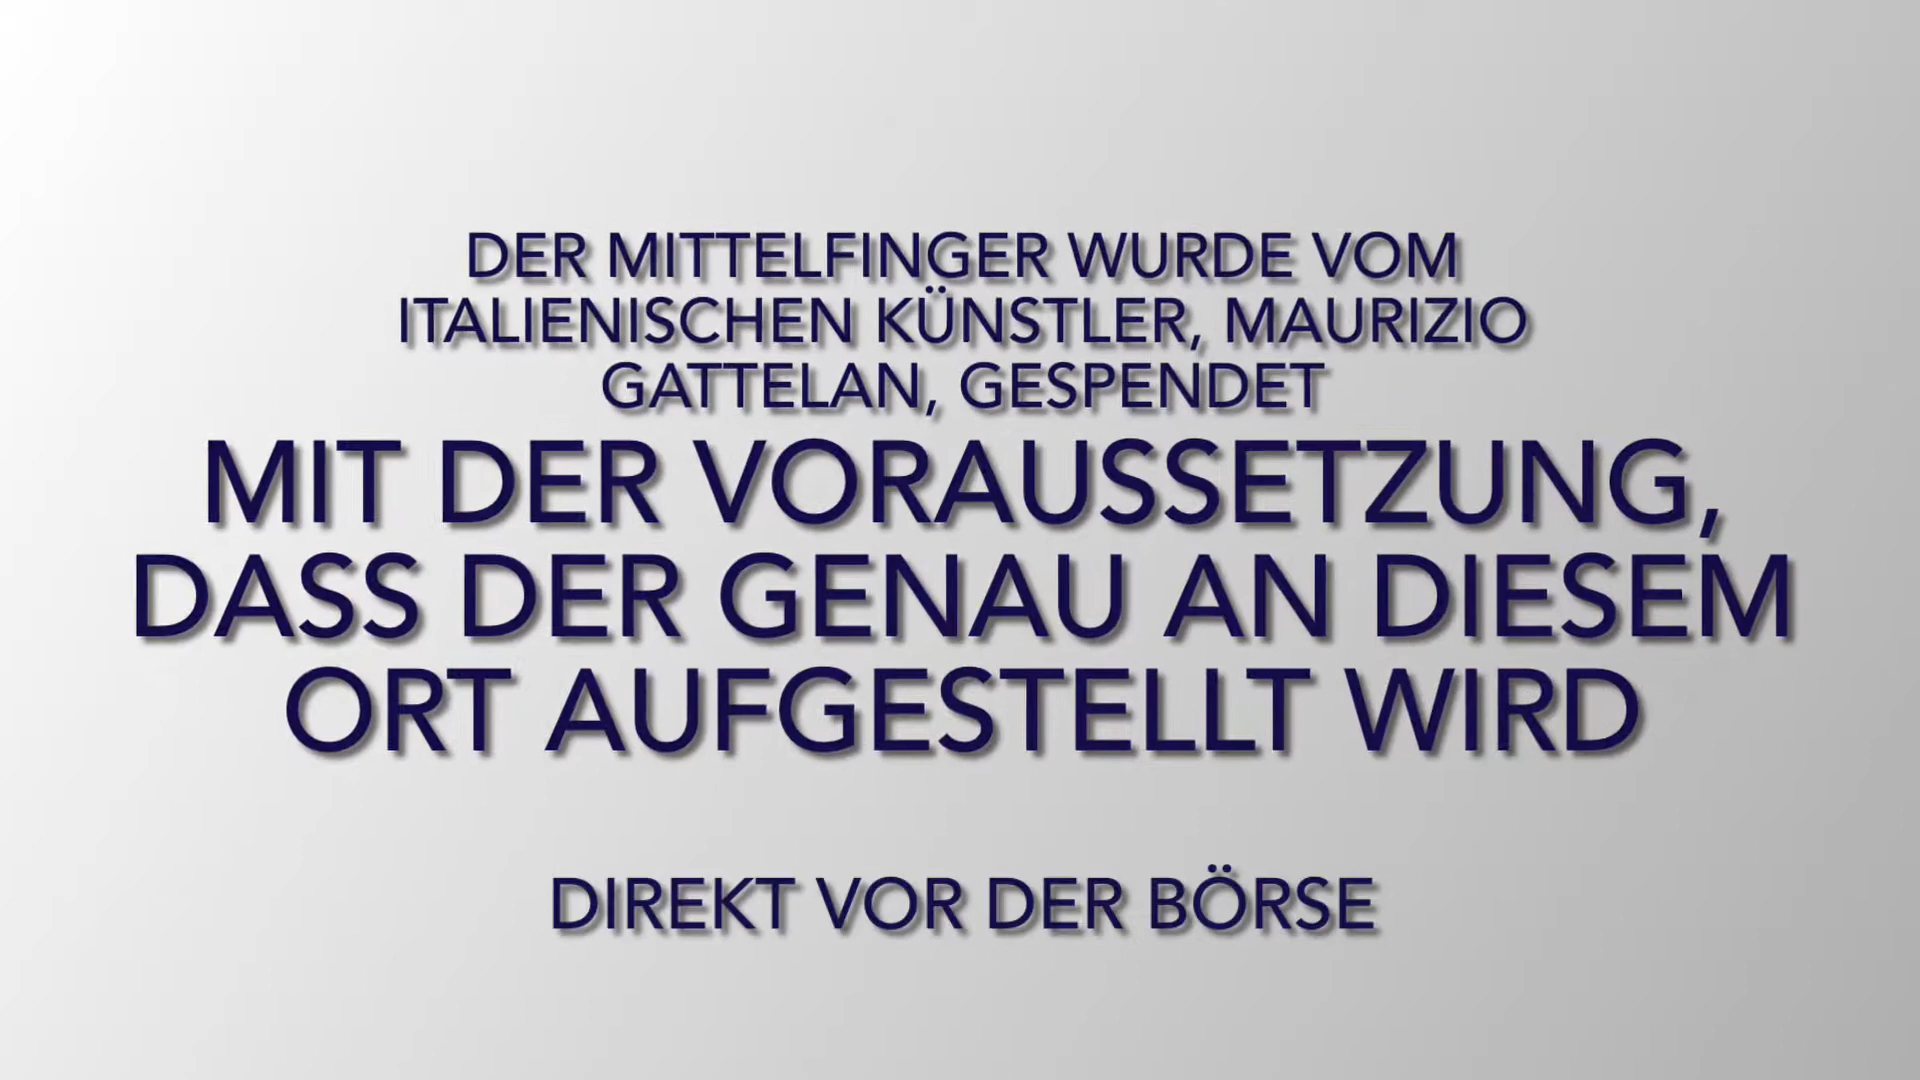 DER MITTELFINGER WURDE VOM
ITALIENISCHEN KÜNSTLER, MAURIZIO
GATTELAN, GESPENDET
MIT DER VORAUSSETZUNG,
DASS DER GENAU AN DIESEM
ORT AUFGESTELLT WIRD
DIREKT VOR DER BÖRSE